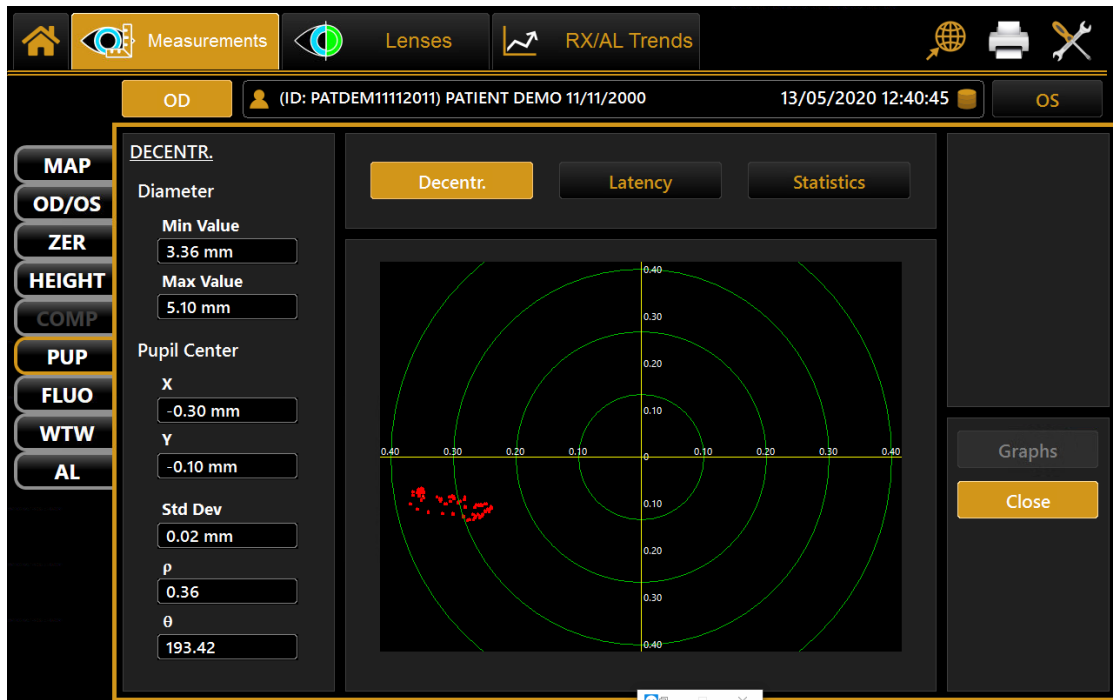 Measurements
Lenses
RX/AL Trends
OD
(ID: PATDEM11112011) PATIENT DEMO 11/11/2000
13/05/2020 12:40:45
OS
MAP
OD/OS
ZER
HEIGHT
COMP
PUP
FLUO
WTW
AL
DECENTR.
Diameter
Min Value
3.36 mm
Max Value
5.10 mm
Pupil Center
X
-0.30 mm
Y
-0.10 mm
Std Dev
0.02 mm
ρ
0.36
θ
193.42
Decentr.
Latency
Statistics
0.40
0.30
0.20
0.10
0.40 0.30 0.20 0.10 0 0.10 0.20 0.30 0.40
0.10
0.20
0.30
0.40
Graphs
Close